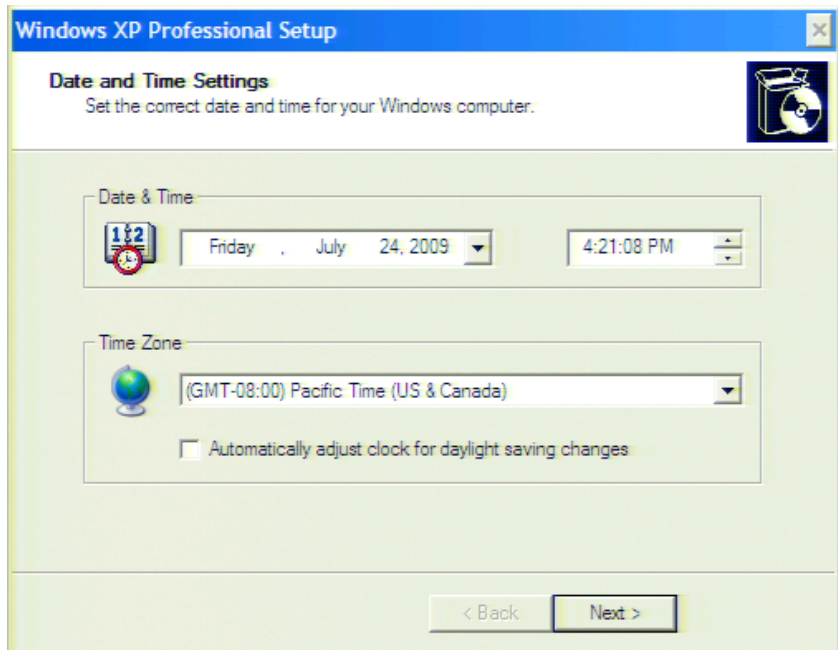 Windows XP Professional Setup
Date and Time Settings
Set the correct date and time for your Windows computer.
Date & Time
12
Friday , July 24, 2009 4:21:08 PM
Time Zone
(GMT-08:00) Pacific Time (US & Canada)
Automatically adjust clock for daylight saving changes
< Back Next >